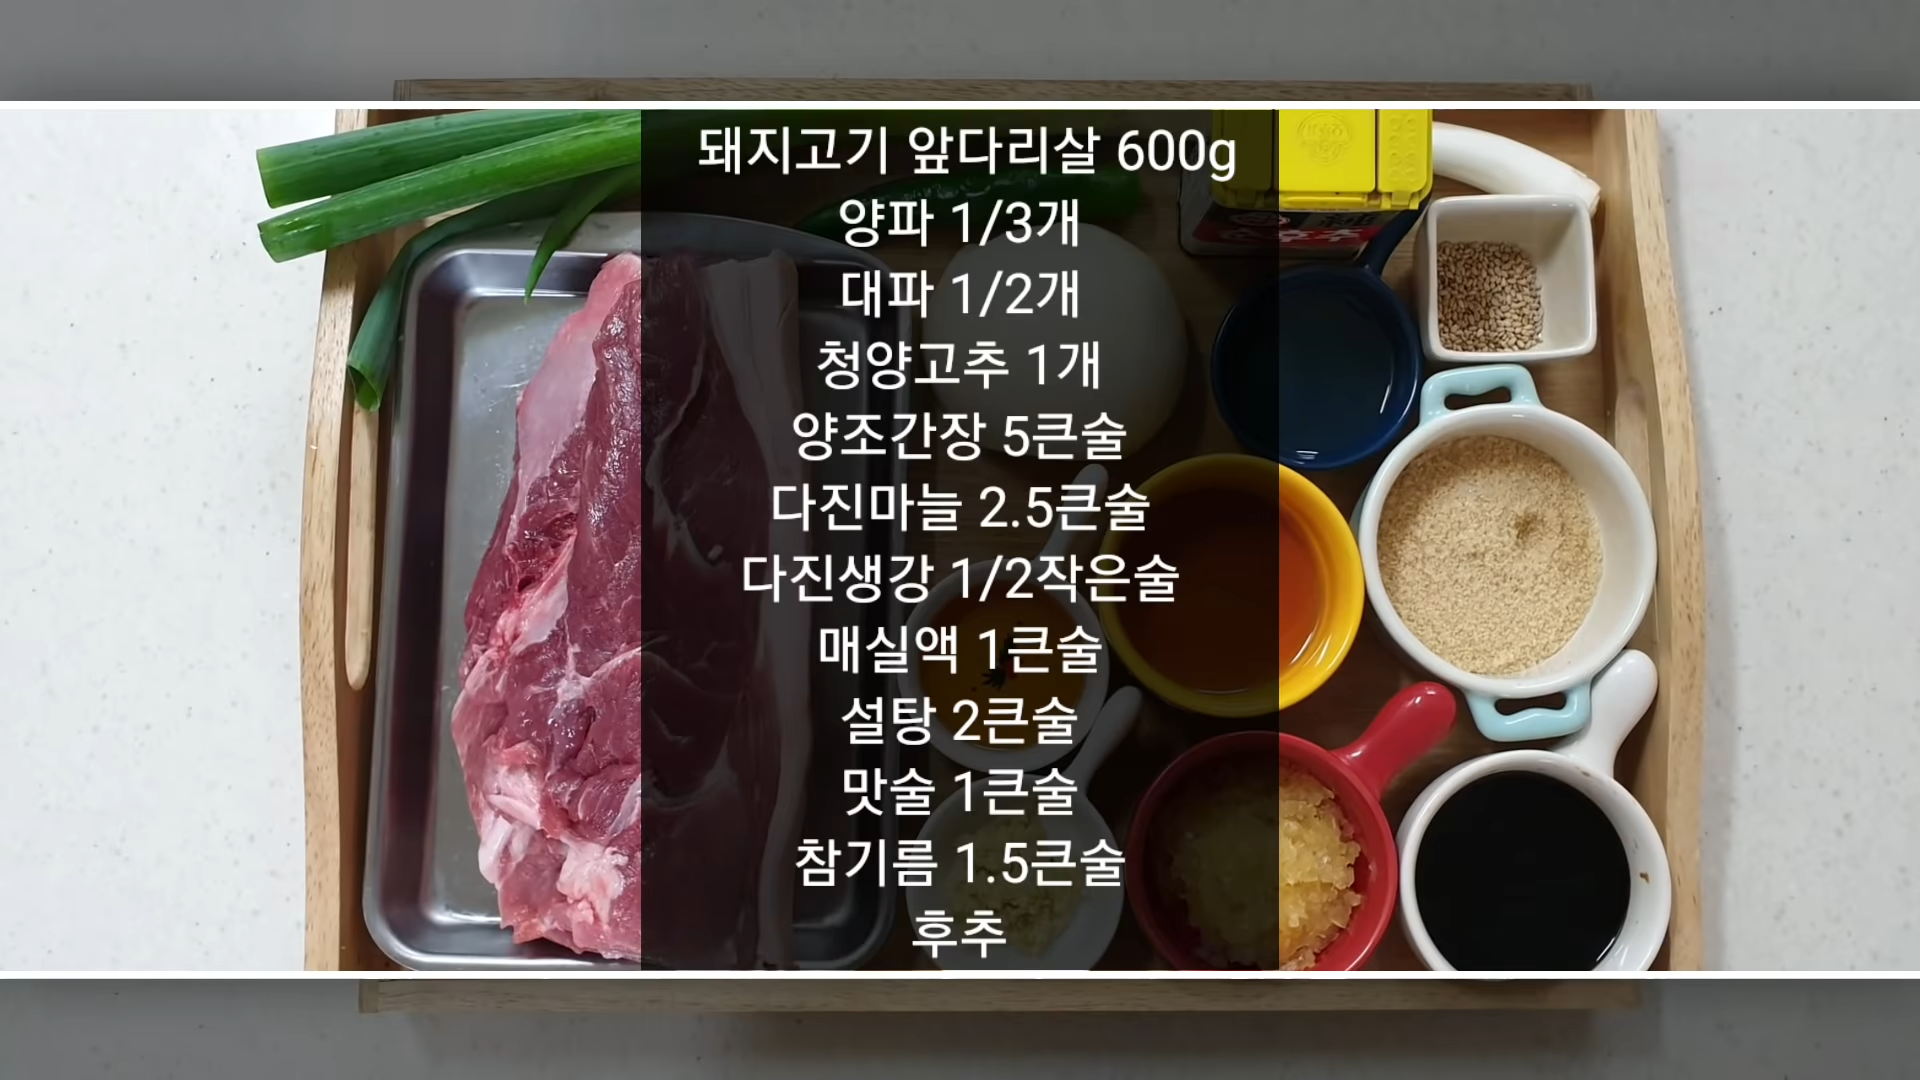 돼지고기 앞다리살 600g
양파 1/3개
대파 1/2개
청양고추 1개
양조간장 5큰술
다진마늘 2.5큰술
다진생강 1/2작은술
매실액 1큰술
설탕 2큰술
맛술 1큰술
참기름 1.5큰술
후추